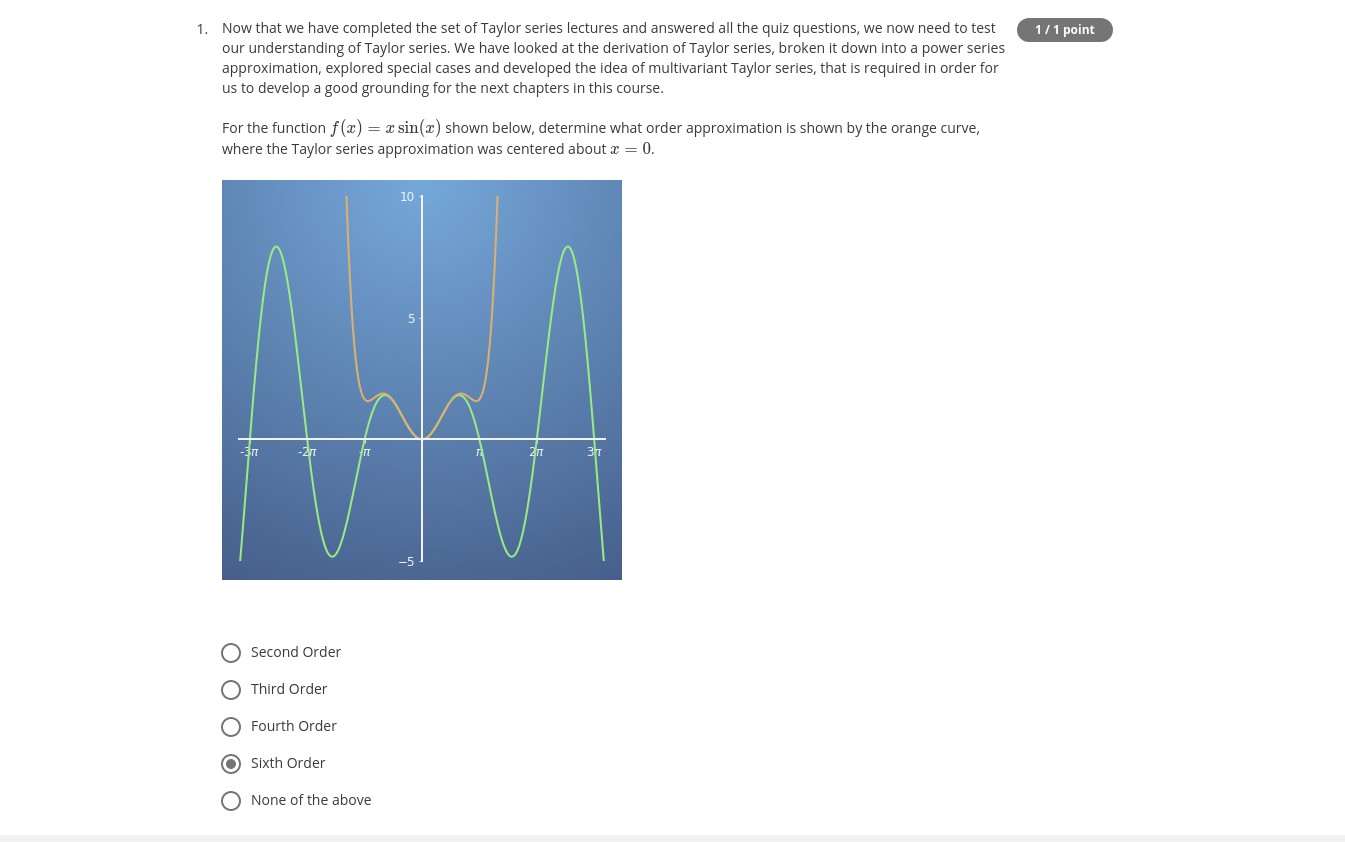 1. Now that we have completed the set of Taylor series lectures and answered all the quiz questions, we now need to test
1 / 1 point
our understanding of Taylor series. We have looked at the derivation of Taylor series, broken it down into a power series
approximation, explored special cases and developed the idea of multivariant Taylor series, that is required in order for
us to develop a good grounding for the next chapters in this course.
For the function f(x) = x sin(x) shown below, determine what order approximation is shown by the orange curve,
where the Taylor series approximation was centered about x = 0.
10
5
-3π -2π -π π 2π 3π
−5
Second Order
Third Order
Fourth Order
Sixth Order
None of the above